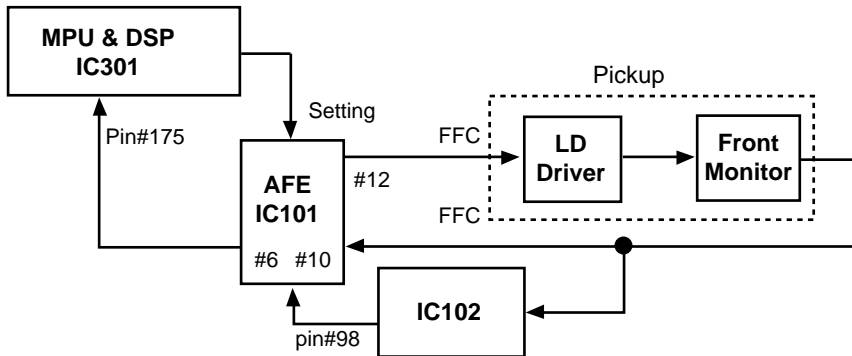 MPU & DSP
IC301
Pickup
Pin#175
Setting
FFC
LD
Driver
Front
Monitor
AFE
IC101
#12
FFC
#6 #10
IC102
pin#98